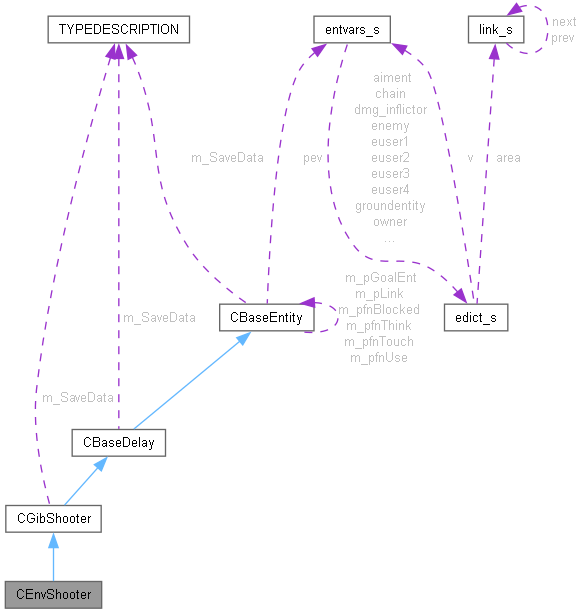 TYPEDESCRIPTION
entvars_s
link_s
next
prev
aiment
chain
dmg_inflictor
enemy
euser1
euser2
euser3
euser4
groundentity
owner
...
m_SaveData
pev
v
area
m_pGoalEnt
m_pLink
m_pfnBlocked
m_pfnThink
m_pfnTouch
m_pfnUse
m_SaveData
CBaseEntity
edict_s
m_SaveData
CBaseDelay
CGibShooter
CEnvShooter